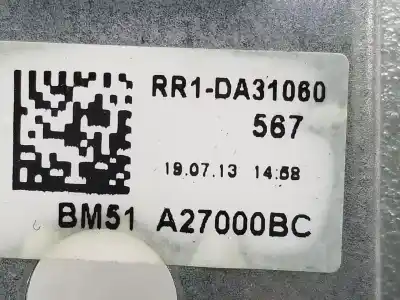 RR1-DA31060
567
19.07.13 14:58
BM51 A27000BC